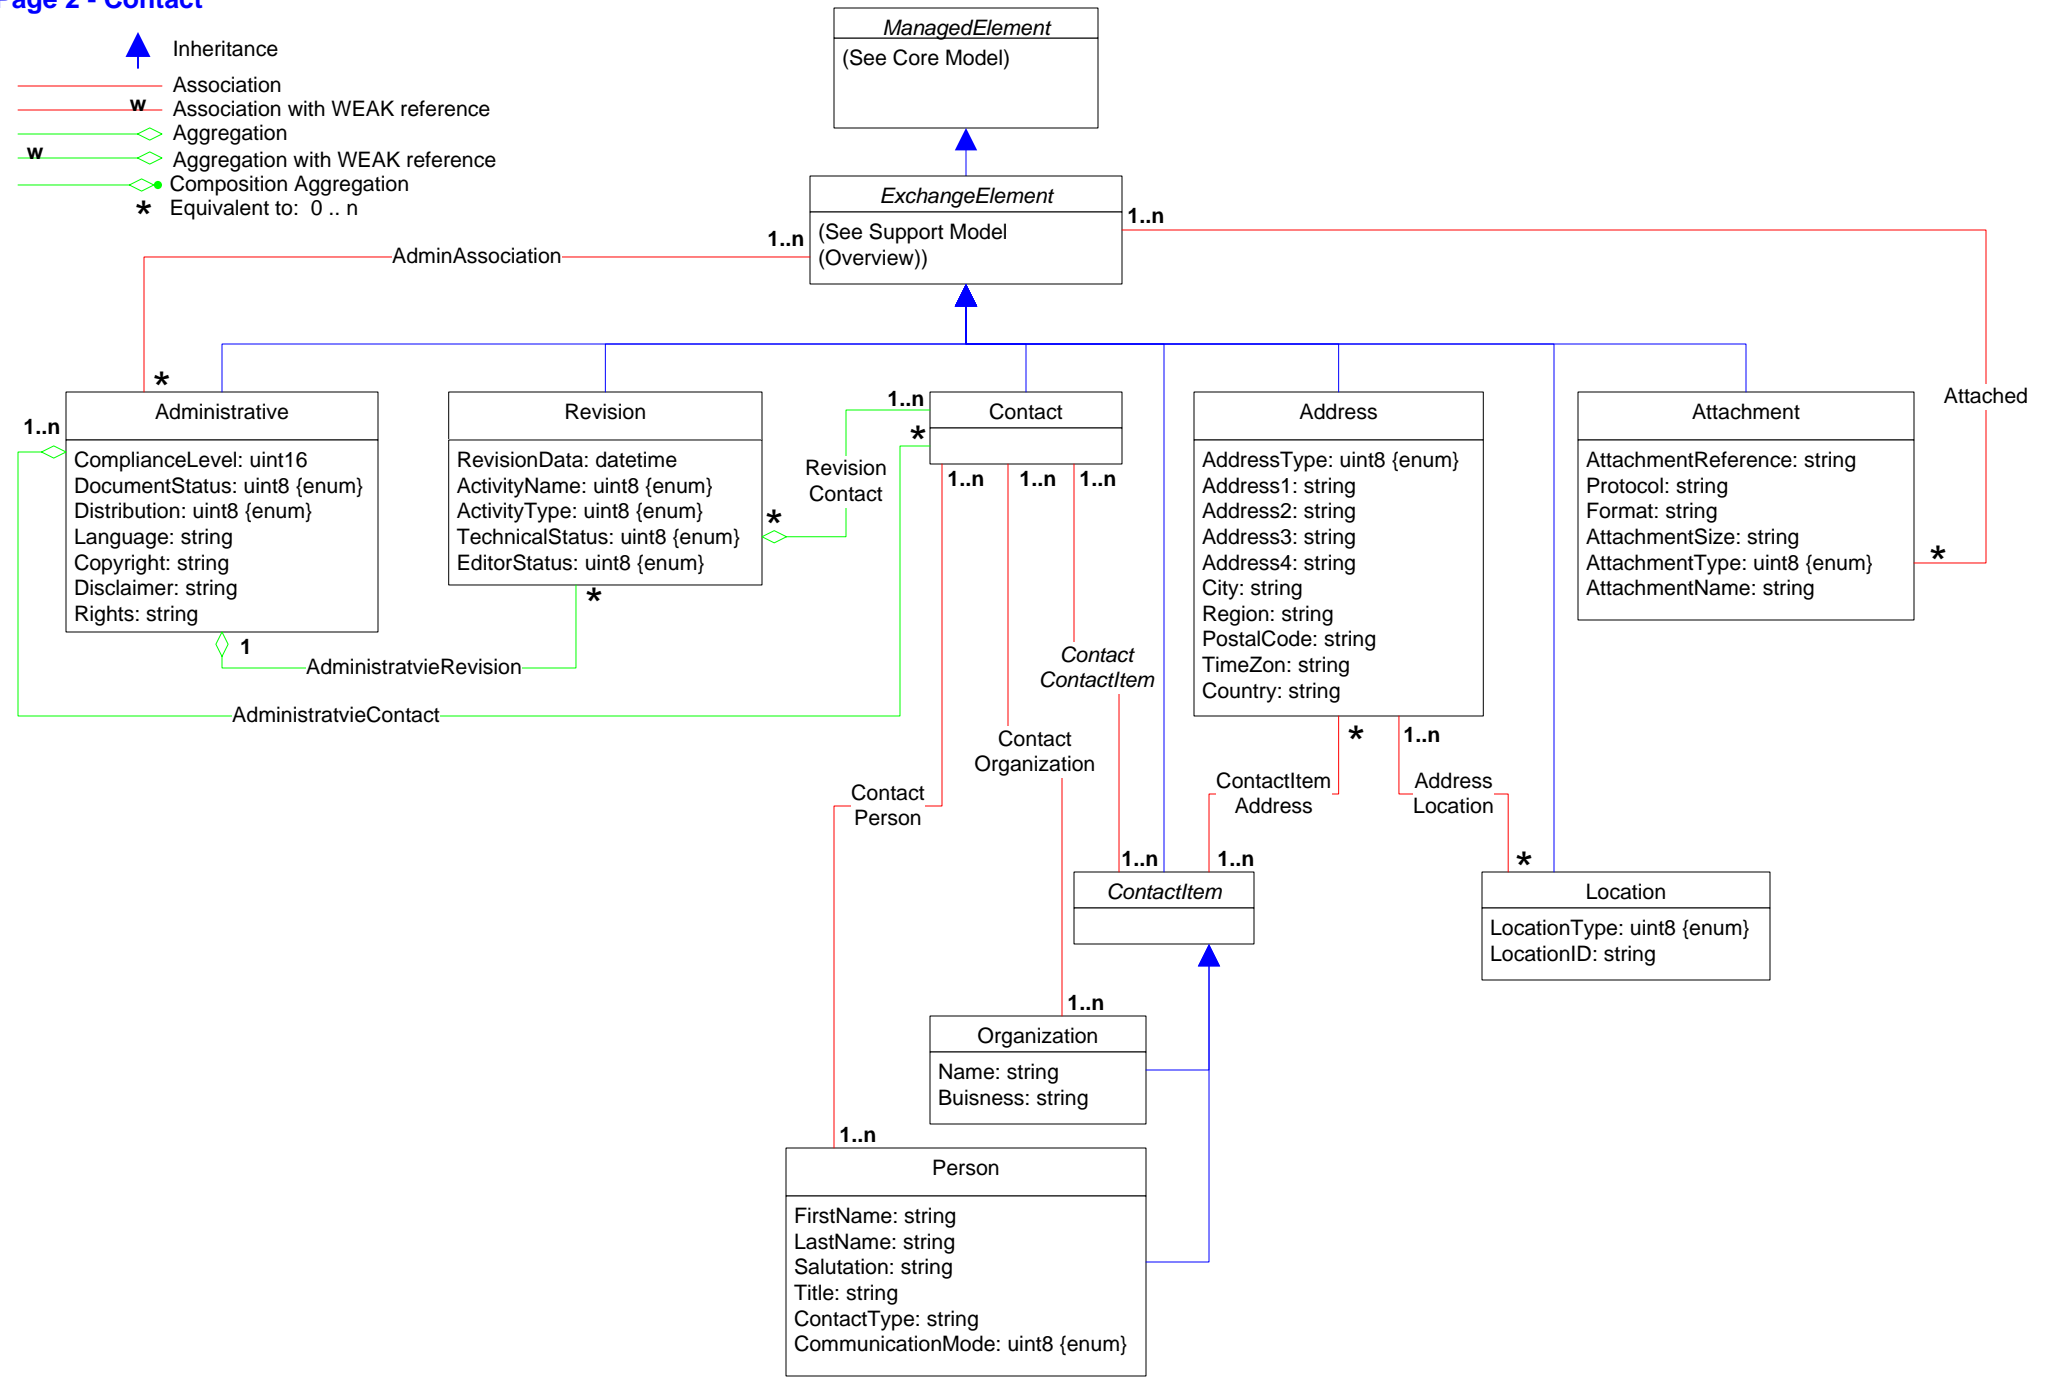 Page 2 - Contact
Inheritance
Association
w
Association with WEAK reference
Aggregation
w
Aggregation with WEAK reference
Composition Aggregation
* Equivalent to: 0 .. n
ManagedElement
(See Core Model)
ExchangeElement
(See Support Model
(Overview))
1..n
1..n
AdminAssociation
Attached
*
1..n
Administrative
ComplianceLevel: uint16
DocumentStatus: uint8 {enum}
Distribution: uint8 {enum}
Language: string
Copyright: string
Disclaimer: string
Rights: string
1
AdministratvieRevision
AdministratvieContact
Revision
RevisionData: datetime
ActivityName: uint8 {enum}
ActivityType: uint8 {enum}
TechnicalStatus: uint8 {enum}
EditorStatus: uint8 {enum}
*
*
Revision
Contact
1..n
*
Contact
1..n
1..n
1..n
Address
AddressType: uint8 {enum}
Address1: string
Address2: string
Address3: string
Address4: string
City: string
Region: string
PostalCode: string
TimeZon: string
Country: string
*
1..n
Attachment
AttachmentReference: string
Protocol: string
Format: string
AttachmentSize: string
AttachmentType: uint8 {enum}
AttachmentName: string
*
Contact
ContactItem
Contact
Organization
Contact
Person
ContactItem
Address
Address
Location
1..n
1..n
*
ContactItem
Location
LocationType: uint8 {enum}
LocationID: string
1..n
Organization
Name: string
Buisness: string
1..n
Person
FirstName: string
LastName: string
Salutation: string
Title: string
ContactType: string
CommunicationMode: uint8 {enum}